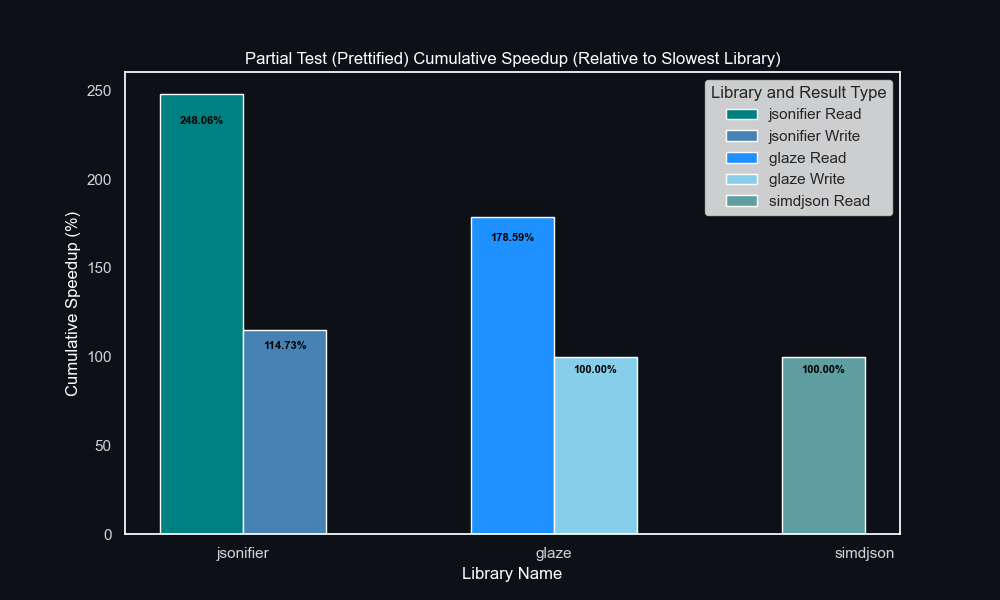 Partial Test (Prettified) Cumulative Speedup (Relative to Slowest Library)
Cumulative Speedup (%)
250
200
150
100
50
0
248.06%
114.73%
178.59%
100.00%
100.00%
Library and Result Type
jsonifier Read
jsonifier Write
glaze Read
glaze Write
simdjson Read
jsonifier
glaze
simdjson
Library Name